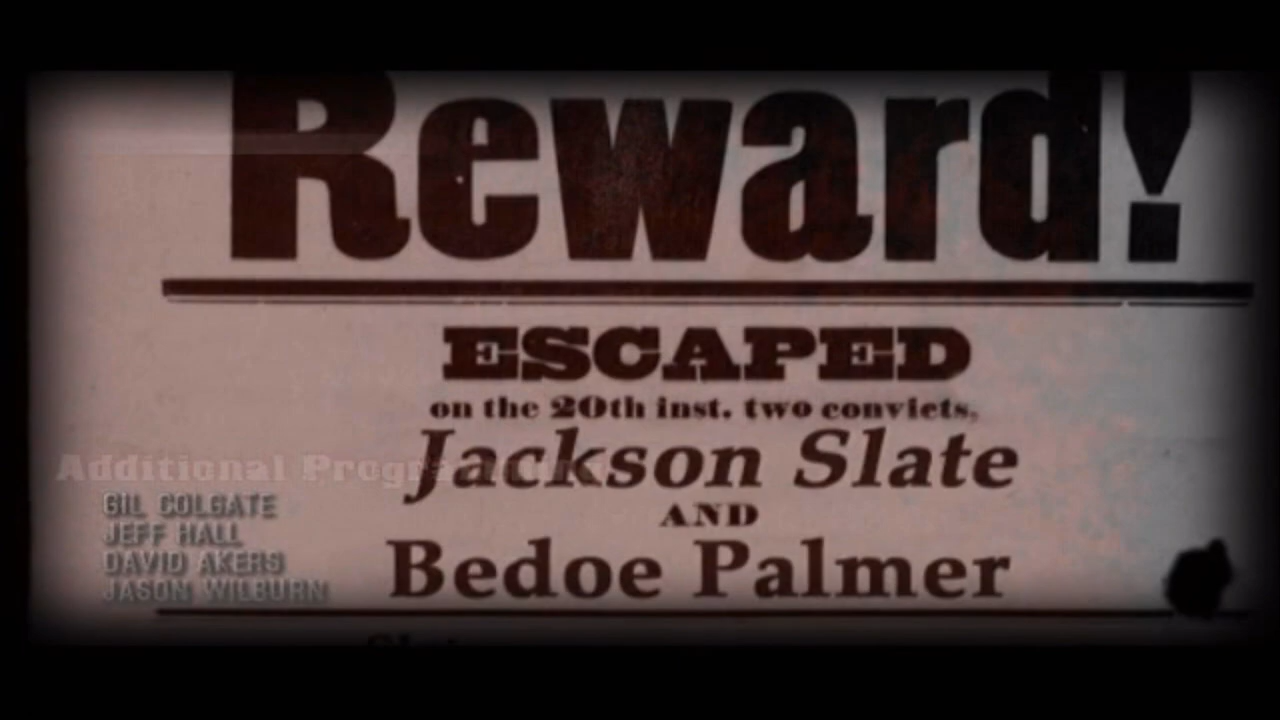 Reward!
ESCAPED
on the 20th inst. two convicts,
Jackson Slate
AND
Bedoe Palmer
Additional Programming
GIL COLGATE
JEFF HALL
DAVID AKERS
JASON WILBURN